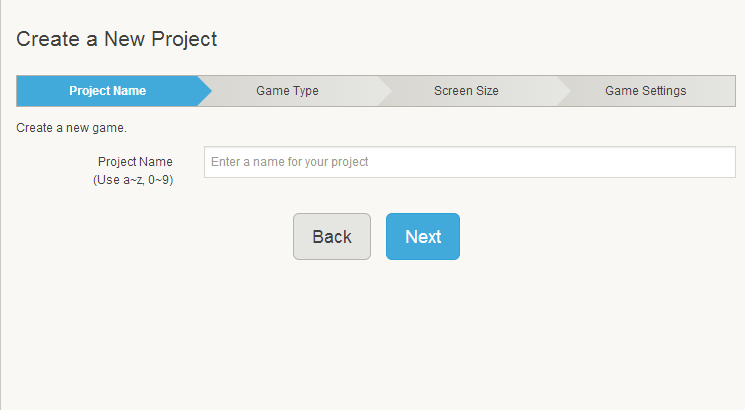 Create a New Project
Project Name
Game Type
Screen Size
Game Settings
Create a new game.
Project Name
(Use a~z, 0~9)
Enter a name for your project
Back
Next